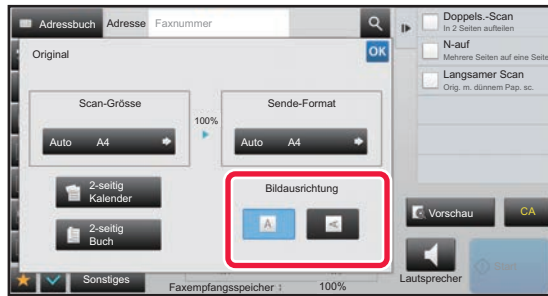 Adressbuch Adresse Faxnummer
Original
OK
Scan-Grösse
100%
Sende-Format
Auto A4
Auto A4
2-seitig
Kalender
2-seitig
Buch
Bildausrichtung
A
A
Sonstiges
Faxempfangsspeicher : 100%
Doppels.-Scan
In 2 Seiten aufteilen
N-auf
Mehrere Seiten auf eine Seite
Langsamer Scan
Orig. m. dünnem Pap. sc.
Vorschau
CA
Lautsprecher
Start